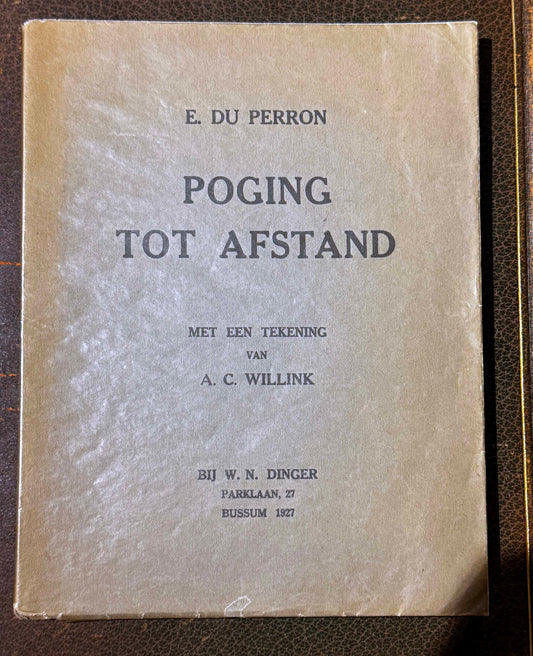 E. DU PERRON
POGING
TOT AFSTAND
MET EEN TEKENING
VAN
A. C. WILLINK
BIJ W. N. DINGER
PARKLAAN, 27
BUSSUM 1927